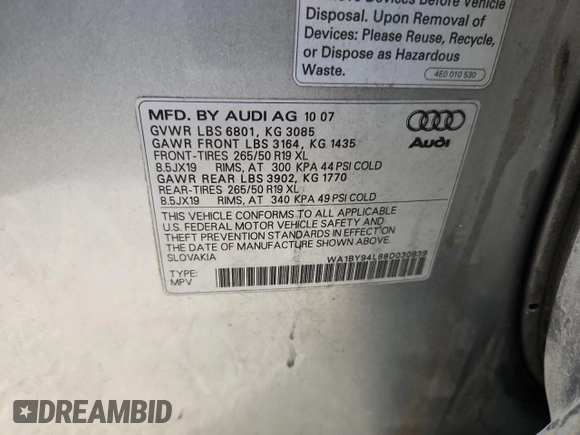 Remove Devices Before Vehicle
Disposal. Upon Removal of
Devices: Please Reuse, Recycle,
or Dispose as Hazardous
Waste.
4E0 010 530
MFD. BY AUDI AG 10 07
GVWR LBS 6801, KG 3085
GAWR FRONT LBS 3164, KG 1435
FRONT-TIRES 265/50 R19 XL
8.5JX19 RIMS, AT 300 KPA 44 PSI COLD
GAWR REAR LBS 3902, KG 1770
REAR-TIRES 265/50 R19 XL
8.5JX19 RIMS, AT 340 KPA 49 PSI COLD
Audi
THIS VEHICLE CONFORMS TO ALL APPLICABLE
U.S. FEDERAL MOTOR VEHICLE SAFETY AND
THEFT PREVENTION STANDARDS IN EFFECT ON
THE DATE OF MANUFACTURE SHOWN ABOVE.
SLOVAKIA
WA1BY94L88D030839
TYPE:
MPV
DREAMBID